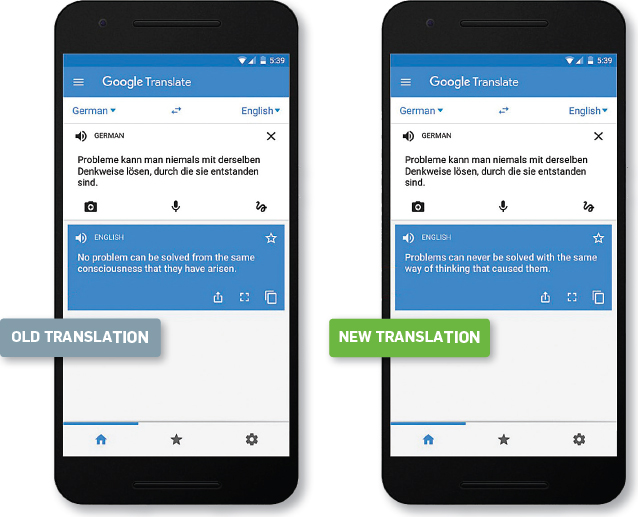 5:39
Google Translate
German
English
GERMAN
Probleme kann man niemals mit derselben
Denkweise lösen, durch die sie entstanden
sind.
ENGLISH
No problem can be solved from the same
consciousness that they have arisen.
OLD TRANSLATION
5:39
Google Translate
German
English
GERMAN
Probleme kann man niemals mit derselben
Denkweise lösen, durch die sie entstanden
sind.
ENGLISH
Problems can never be solved with the same
way of thinking that caused them.
NEW TRANSLATION